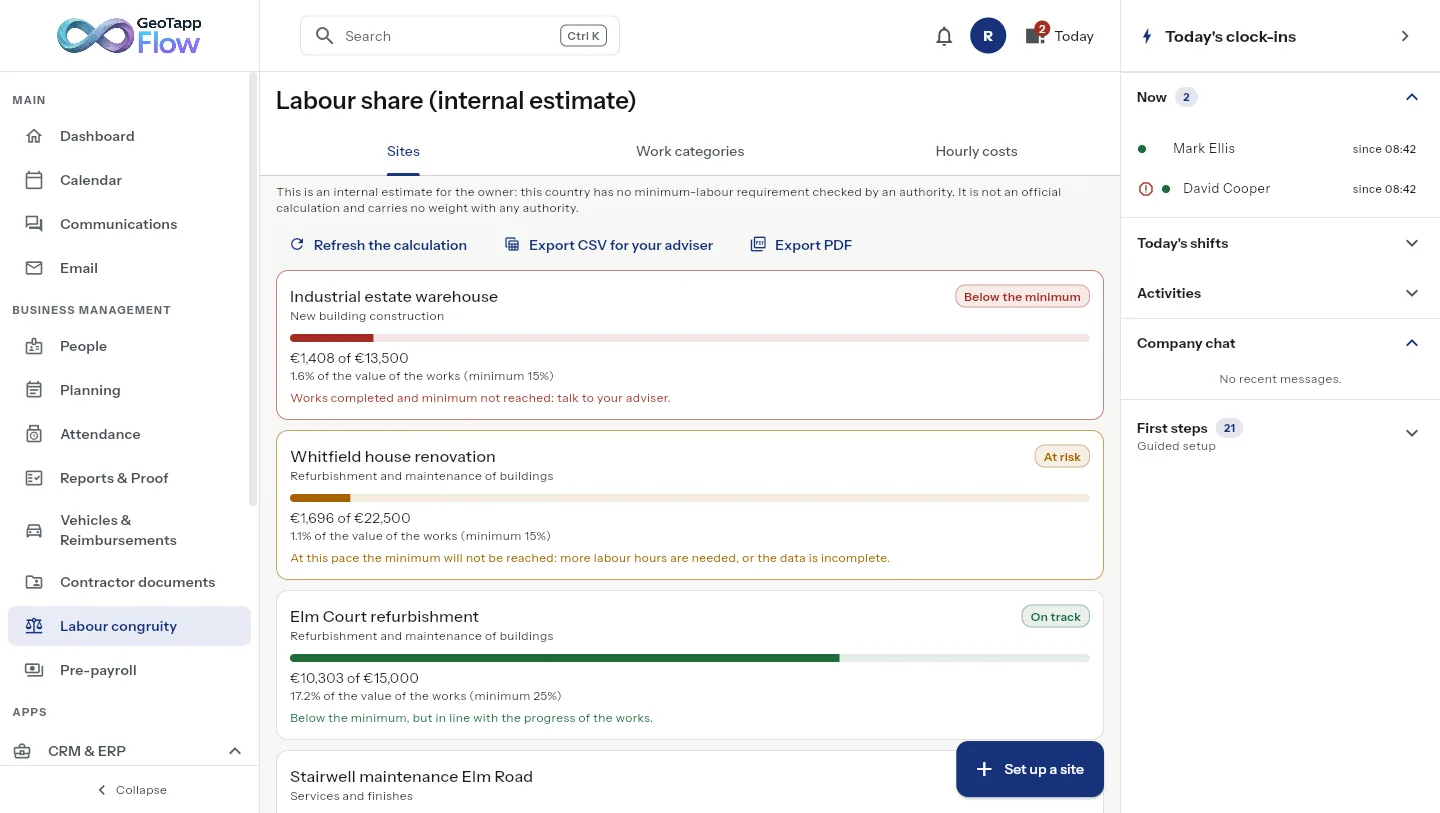 GeoTapp
Flow
Search
Ctrl K
R
2
Today
Today's clock-ins
MAIN
Dashboard
Calendar
Communications
Email
BUSINESS MANAGEMENT
People
Planning
Attendance
Reports & Proof
Vehicles &
Reimbursements
Contractor documents
Labour congruity
Pre-payroll
APPS
CRM & ERP
Collapse
Labour share (internal estimate)
Sites
Work categories
Hourly costs
This is an internal estimate for the owner: this country has no minimum-labour requirement checked by an authority. It is not an official
calculation and carries no weight with any authority.
Refresh the calculation
Export CSV for your adviser
PDF
Export PDF
Industrial estate warehouse
Below the minimum
New building construction
€1,408 of €13,500
1.6% of the value of the works (minimum 15%)
Works completed and minimum not reached: talk to your adviser.
Whitfield house renovation
At risk
Refurbishment and maintenance of buildings
€1,696 of €22,500
1.1% of the value of the works (minimum 15%)
At this pace the minimum will not be reached: more labour hours are needed, or the data is incomplete.
Elm Court refurbishment
On track
Refurbishment and maintenance of buildings
€10,303 of €15,000
17.2% of the value of the works (minimum 25%)
Below the minimum, but in line with the progress of the works.
Stairwell maintenance Elm Road
Services and finishes
Set up a site
Now 2
Mark Ellis since 08:42
David Cooper since 08:42
Today's shifts
Activities
Company chat
No recent messages.
First steps 21
Guided setup